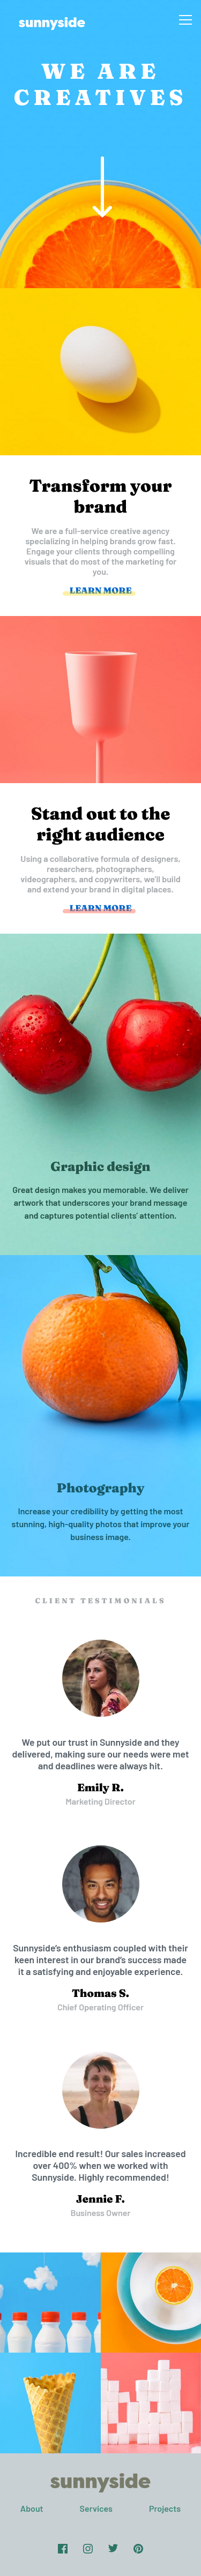 sunnyside
WE ARE
CREATIVES
Transform your
brand
We are a full-service creative agency
specializing in helping brands grow fast.
Engage your clients through compelling
visuals that do most of the marketing for
you.
LEARN MORE
Stand out to the
right audience
Using a collaborative formula of designers,
researchers, photographers,
videographers, and copywriters, we'll build
and extend your brand in digital places.
LEARN MORE
Graphic design
Great design makes you memorable. We deliver
artwork that underscores your brand message
and captures potential clients' attention.
Photography
Increase your credibility by getting the most
stunning, high-quality photos that improve your
business image.
CLIENT TESTIMONIALS
We put our trust in Sunnyside and they
delivered, making sure our needs were met
and deadlines were always hit.
Emily R.
Marketing Director
Sunnyside's enthusiasm coupled with their
keen interest in our brand's success made
it a satisfying and enjoyable experience.
Thomas S.
Chief Operating Officer
Incredible end result! Our sales increased
over 400% when we worked with
Sunnyside. Highly recommended!
Jennie F.
Business Owner
sunnyside
About Services Projects